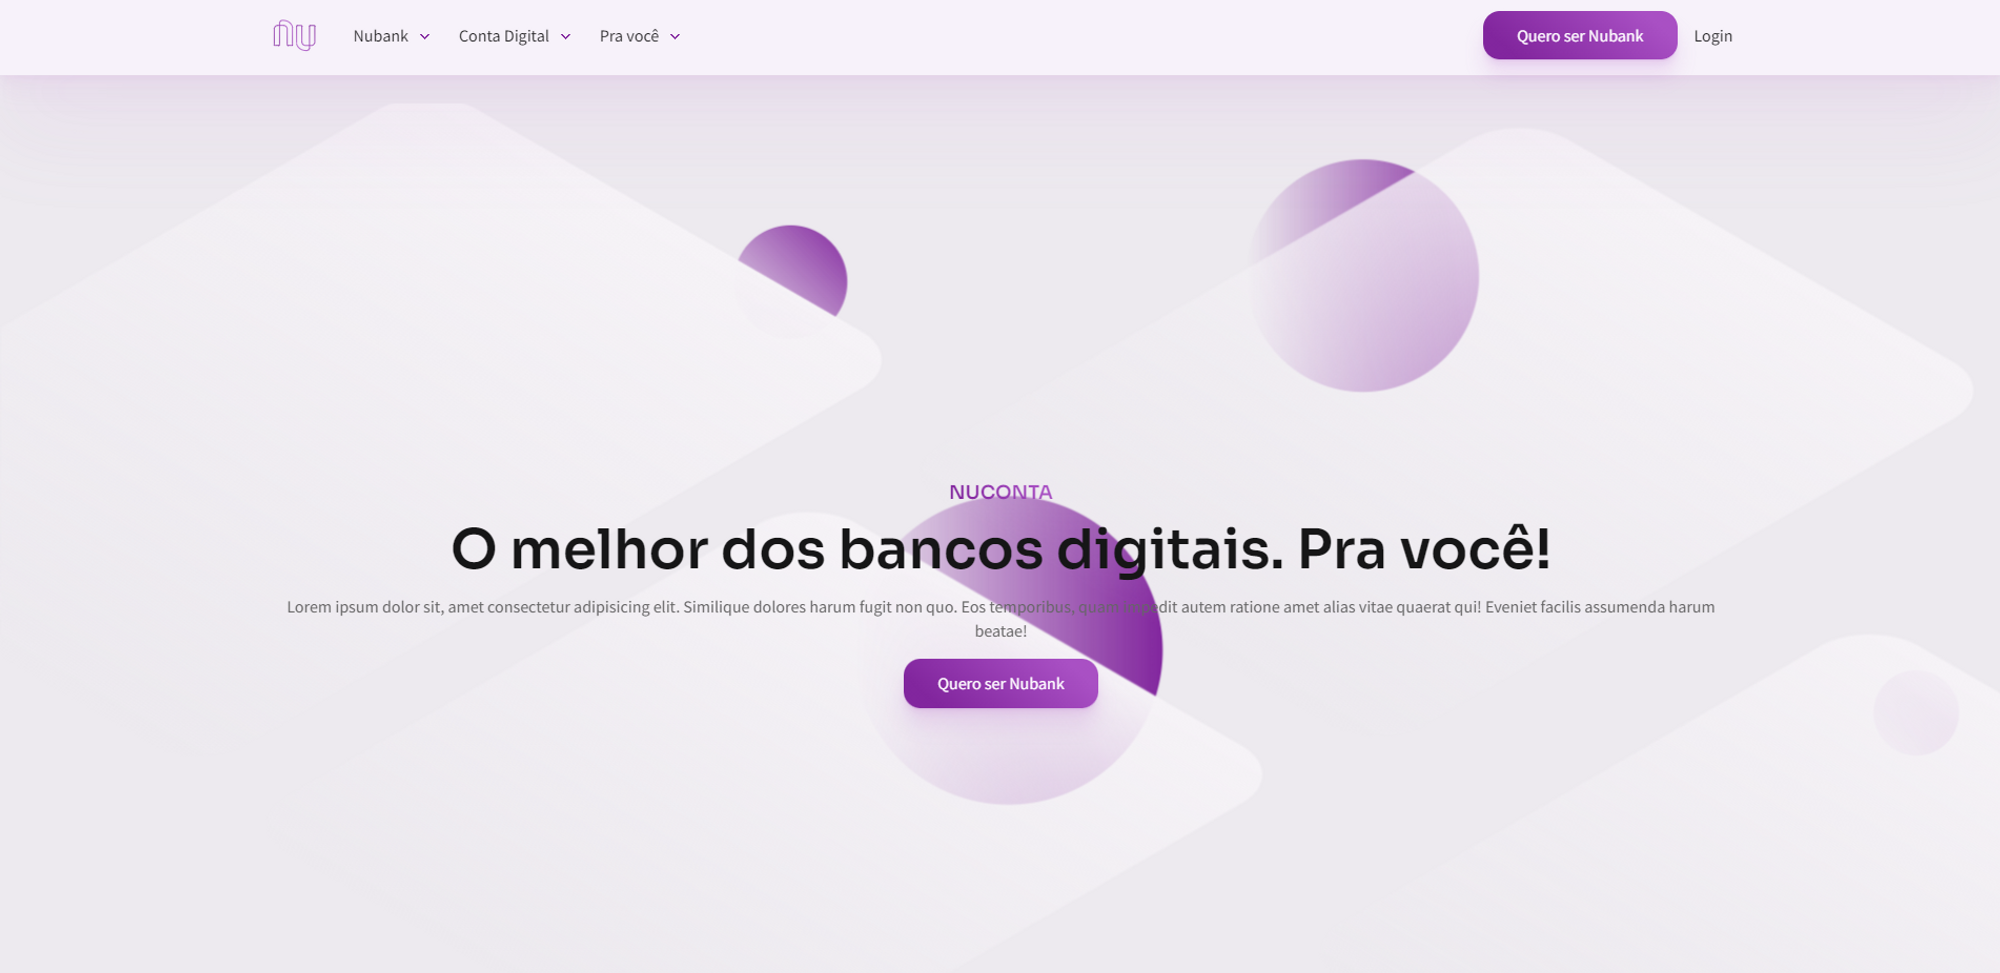 nu
Nubank Conta Digital Pra você Quero ser Nubank Login
NUCONTA
O melhor dos bancos digitais. Pra você!
Lorem ipsum dolor sit, amet consectetur adipisicing elit. Similique dolores harum fugit non quo. Eos temporibus, quam impedit autem ratione amet alias vitae quaerat qui! Eveniet facilis assumenda harum
beatae!
Quero ser Nubank